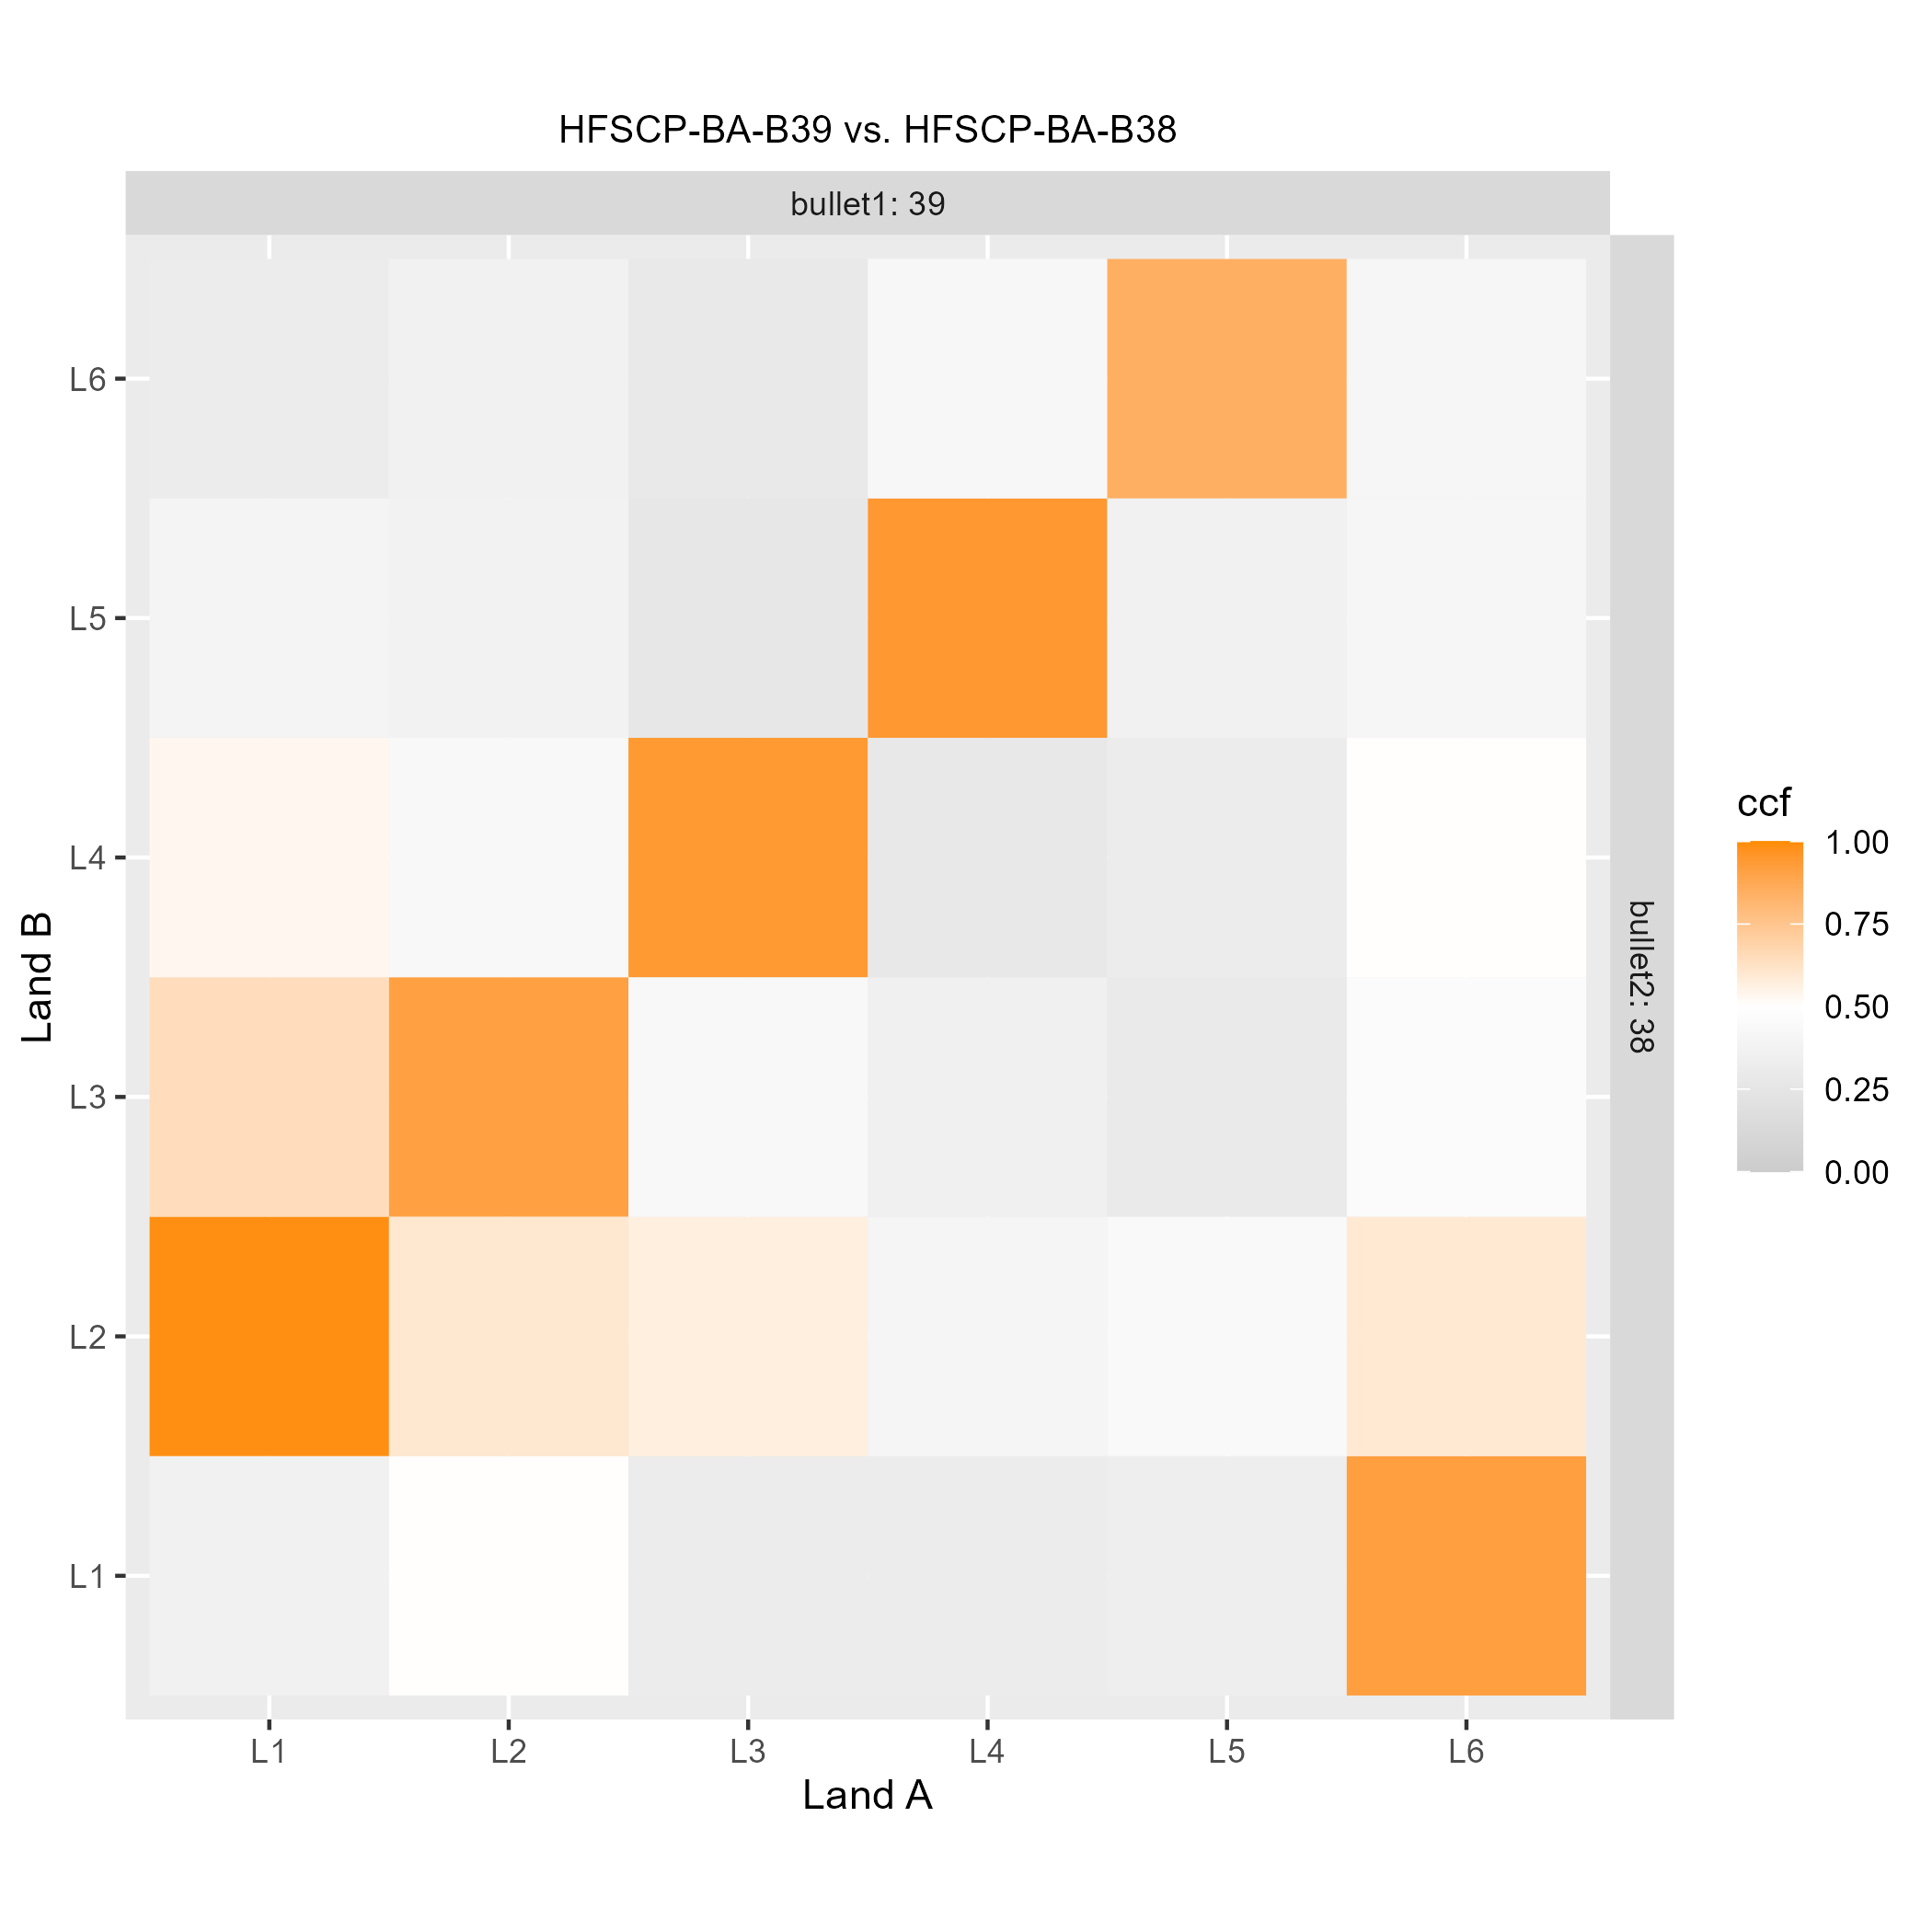 HFSCP-BA-B39 vs. HFSCP-BA-B38
bullet1: 39
L6
L5
L4
L3
L2
L1
Land B
bullet2: 38
L1 L2 L3 L4 L5 L6
Land A
ccf
1.00
0.75
0.50
0.25
0.00